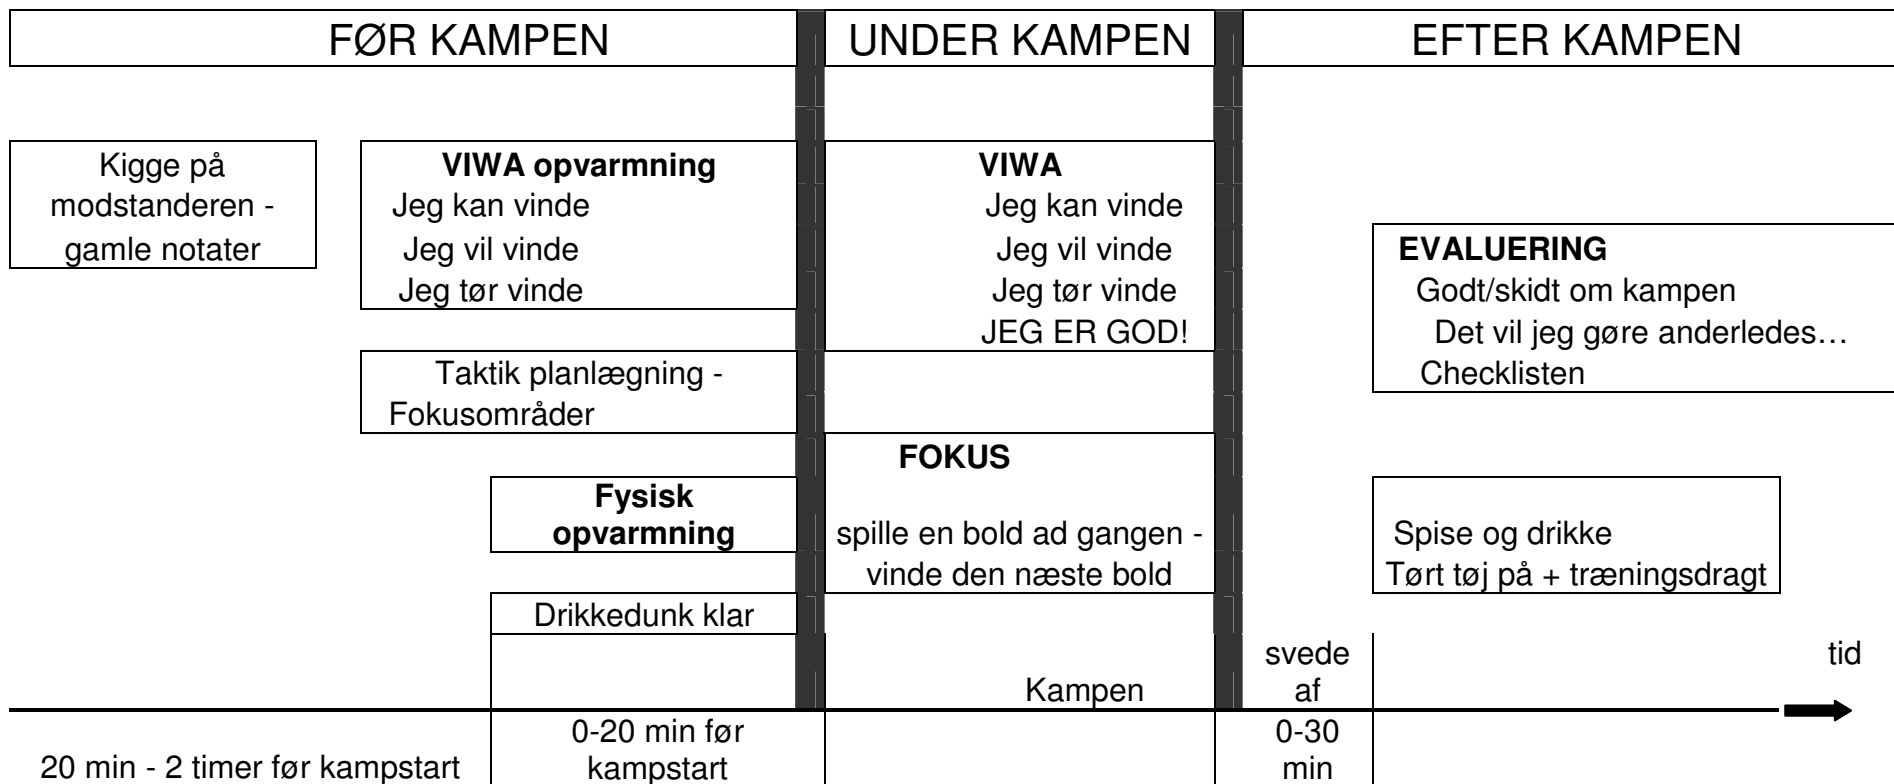 FØR KAMPEN
UNDER KAMPEN
EFTER KAMPEN
Kigge på
modstanderen -
gamle notater
VIWA opvarmning
Jeg kan vinde
Jeg vil vinde
Jeg tør vinde
Taktik planlægning -
Fokusområder
Fysisk
opvarmning
Drikkedunk klar
VIWA
Jeg kan vinde
Jeg vil vinde
Jeg tør vinde
JEG ER GOD!
FOKUS
spille en bold ad gangen -
vinde den næste bold
EVALUERING
Godt/skidt om kampen
Det vil jeg gøre anderledes…
Checklisten
Spise og drikke
Tørt tøj på + træningsdragt
Kampen
svede
af
tid
20 min - 2 timer før kampstart
0-20 min før
kampstart
0-30
min